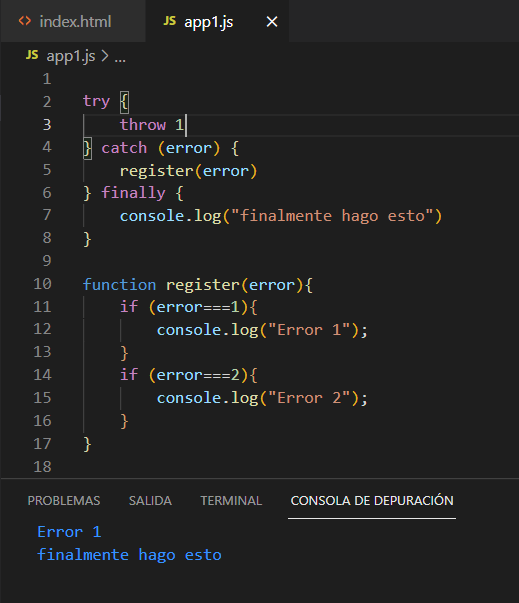 index.html
JS app1.js
JS app1.js > ...
1
2 try {
3     throw 1
4 } catch (error) {
5     register(error)
6 } finally {
7     console.log("finalmente hago esto")
8 }
9
10 function register(error){
11     if (error===1){
12         console.log("Error 1");
13     }
14     if (error===2){
15         console.log("Error 2");
16     }
17 }
18
PROBLEMAS SALIDA TERMINAL CONSOLA DE DEPURACIÓN
Error 1
finalmente hago esto